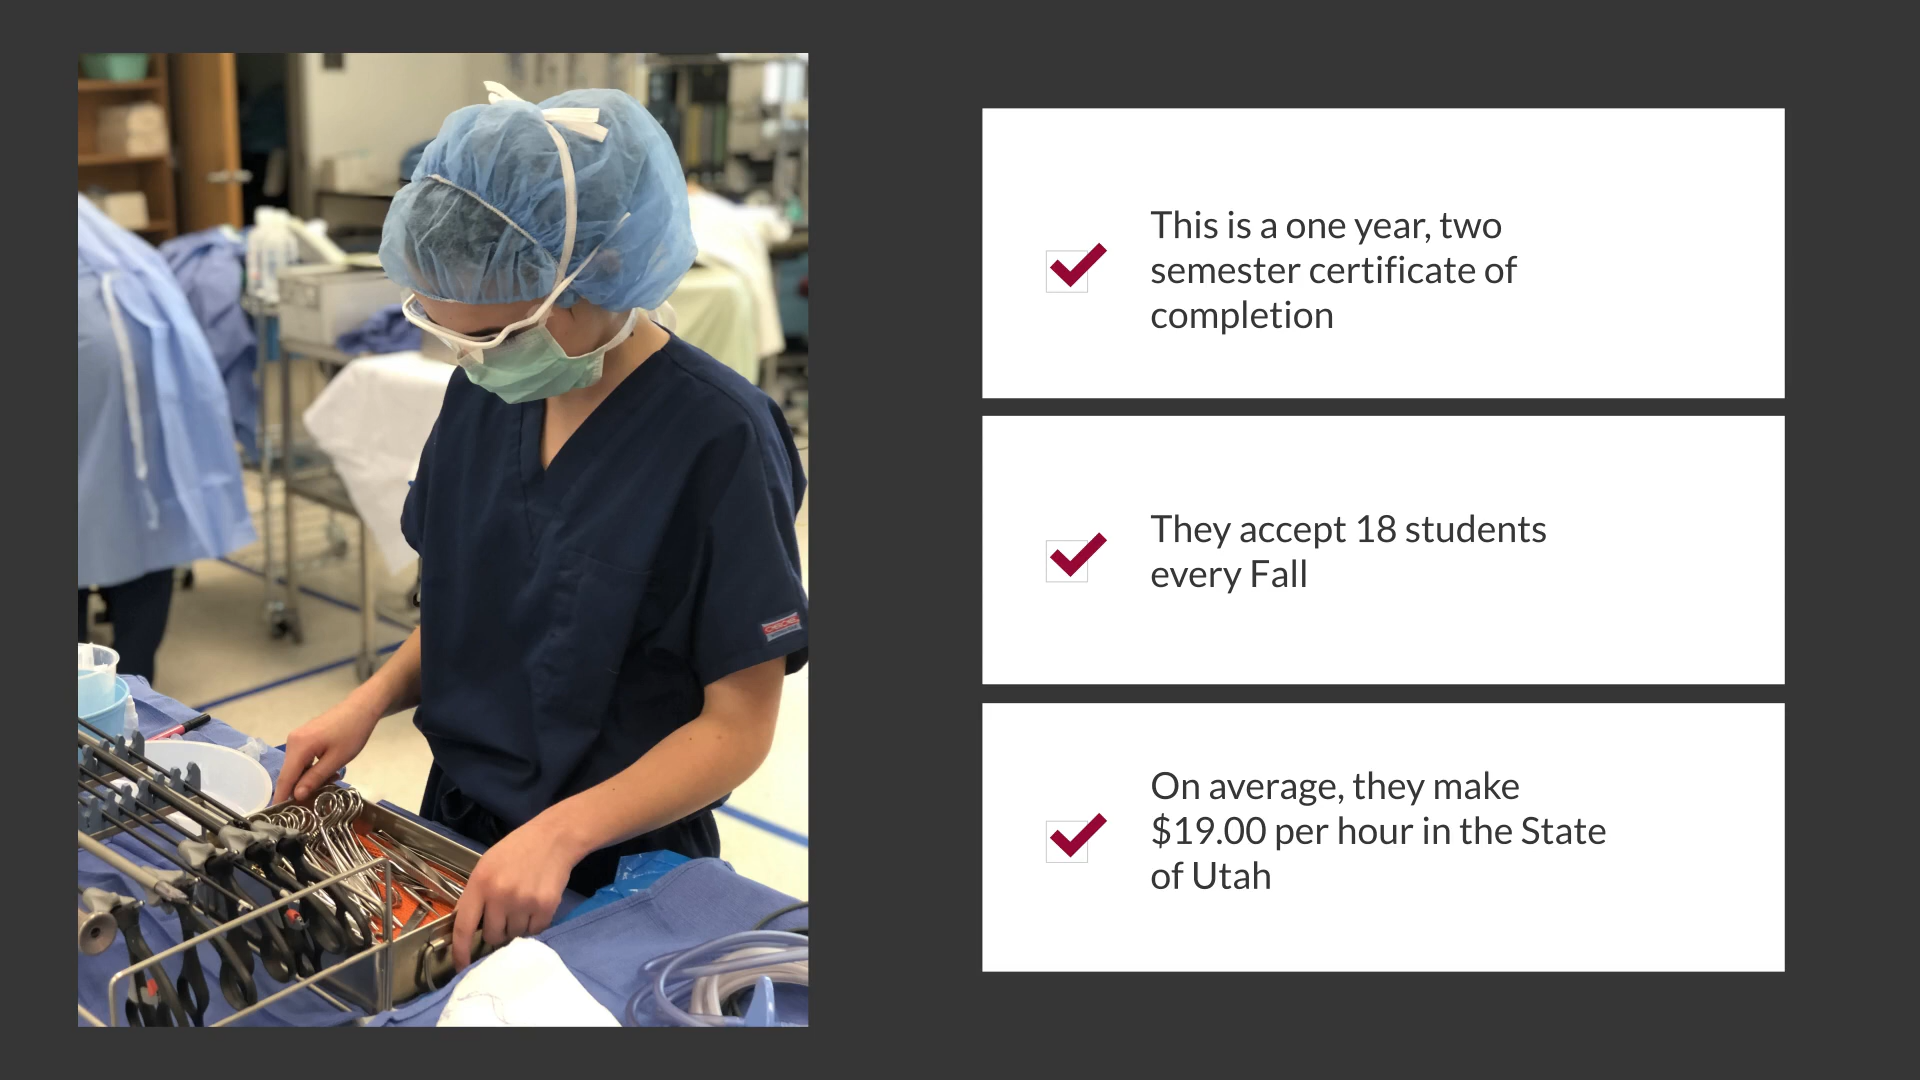 This is a one year, two
semester certificate of
completion
They accept 18 students
every Fall
On average, they make
$19.00 per hour in the State
of Utah